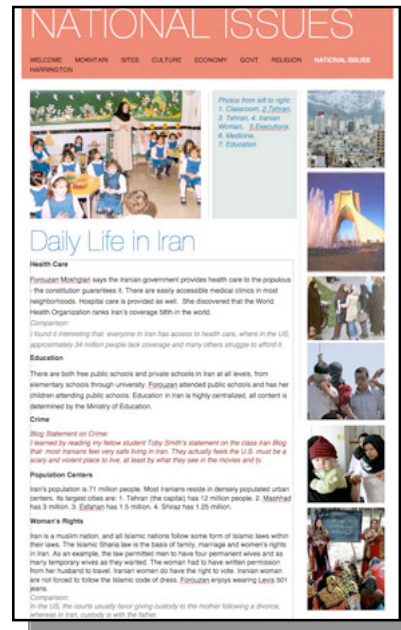 NATIONAL ISSUES
WELCOME MOKHTARI SITES CULTURE ECONOMY GOVT RELIGION NATIONAL ISSUES
HARRINGTON
Photos from left to right:
1. Classroom, 2.Tehran,
3. Tehran, 4. Iranian
Woman, 5.Executions,
6. Medicine,
7. Education
Daily Life in Iran
Health Care
Forouzan Mokhtari says the Iranian government provides health care to the populous
- the constitution guarantees it. There are easily accessible medical clinics in most
neighborhoods. Hospital care is provided as well. She discovered that the World
Health Organization ranks Iran's coverage 58th in the world.
Comparison:
I found it interesting that everyone in Iran has access to health care, where in the US,
approximately 34 million people lack coverage and many others struggle to afford it.
Education
There are both free public schools and private schools in Iran at all levels, from
elementary schools through university. Forouzan attended public schools and has her
children attending public schools. Education in Iran is highly centralized, all content is
determined by the Ministry of Education.
Crime
Blog Statement on Crime:
I learned by reading my fellow student Toby Smith's statement on the class Iran Blog
that most Iranians feel very safe living in Iran. They actually feels the U.S. must be a
scary and violent place to live, at least by what they see in the movies and tv.
Population Centers
Iran's population is 71 million people. Most Iranians reside in densely populated urban
centers. Its largest cities are: 1. Tehran (the capital) has 12 million people. 2. Mashhad
has 3 million. 3. Esfahan has 1.5 million. 4. Shiraz has 1.25 million.
Woman's Rights
Iran is a muslim nation, and all Islamic nations follow some form of Islamic laws within
their laws. The Islamic Sharia law is the basis of family, marriage and women's rights
in Iran. As an example, the law permitted men to have four permanent wives and as
many temporary wives as they wanted. The woman had to have written permission
from her husband to travel. Iranian women do have the right to vote. Iranian woman
are not forced to follow the Islamic code of dress. Forouzan enjoys wearing Levis 501
jeans.
Comparison:
In the US, the courts usually favor giving custody to the mother following a divorce,
whereas in Iran, custody is with the father.